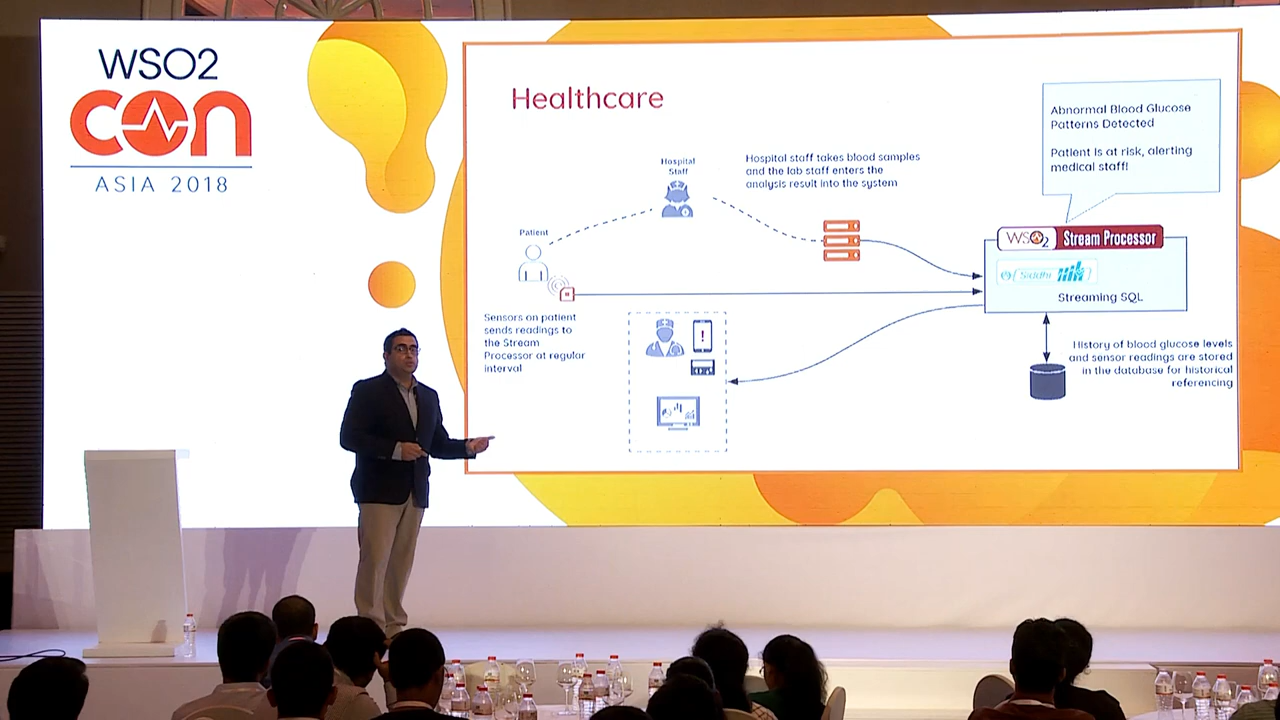 WSO2
CON
ASIA 2018
Healthcare
Abnormal Blood Glucose
Patterns Detected
Patient is at risk, alerting
medical staff!
Hospital
Staff
Hospital staff takes blood samples
and the lab staff enters the
analysis result into the system
Patient
WSO2 Stream Processor
Siddhi
Streaming SQL
Sensors on patient
sends readings to
the Stream
Processor at regular
interval
!
History of blood glucose levels
and sensor readings are stored
in the database for historical
referencing